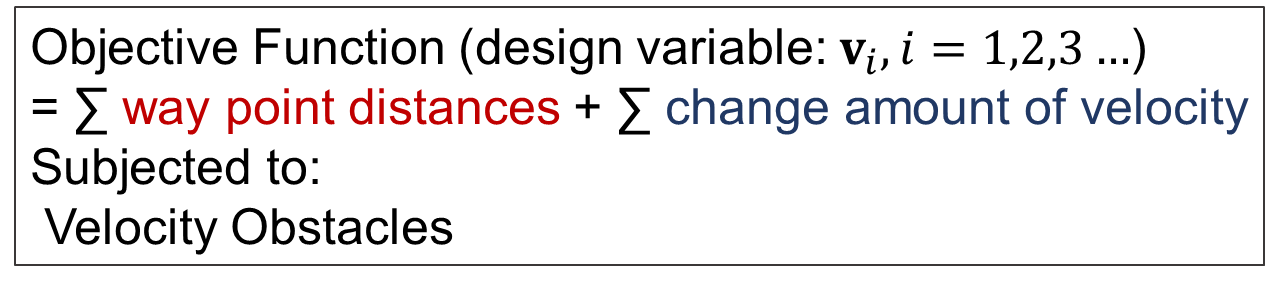 Objective Function (design variable: 𝐯ᵢ, 𝑖 = 1,2,3 …)
= ∑ way point distances + ∑ change amount of velocity
Subjected to:
Velocity Obstacles